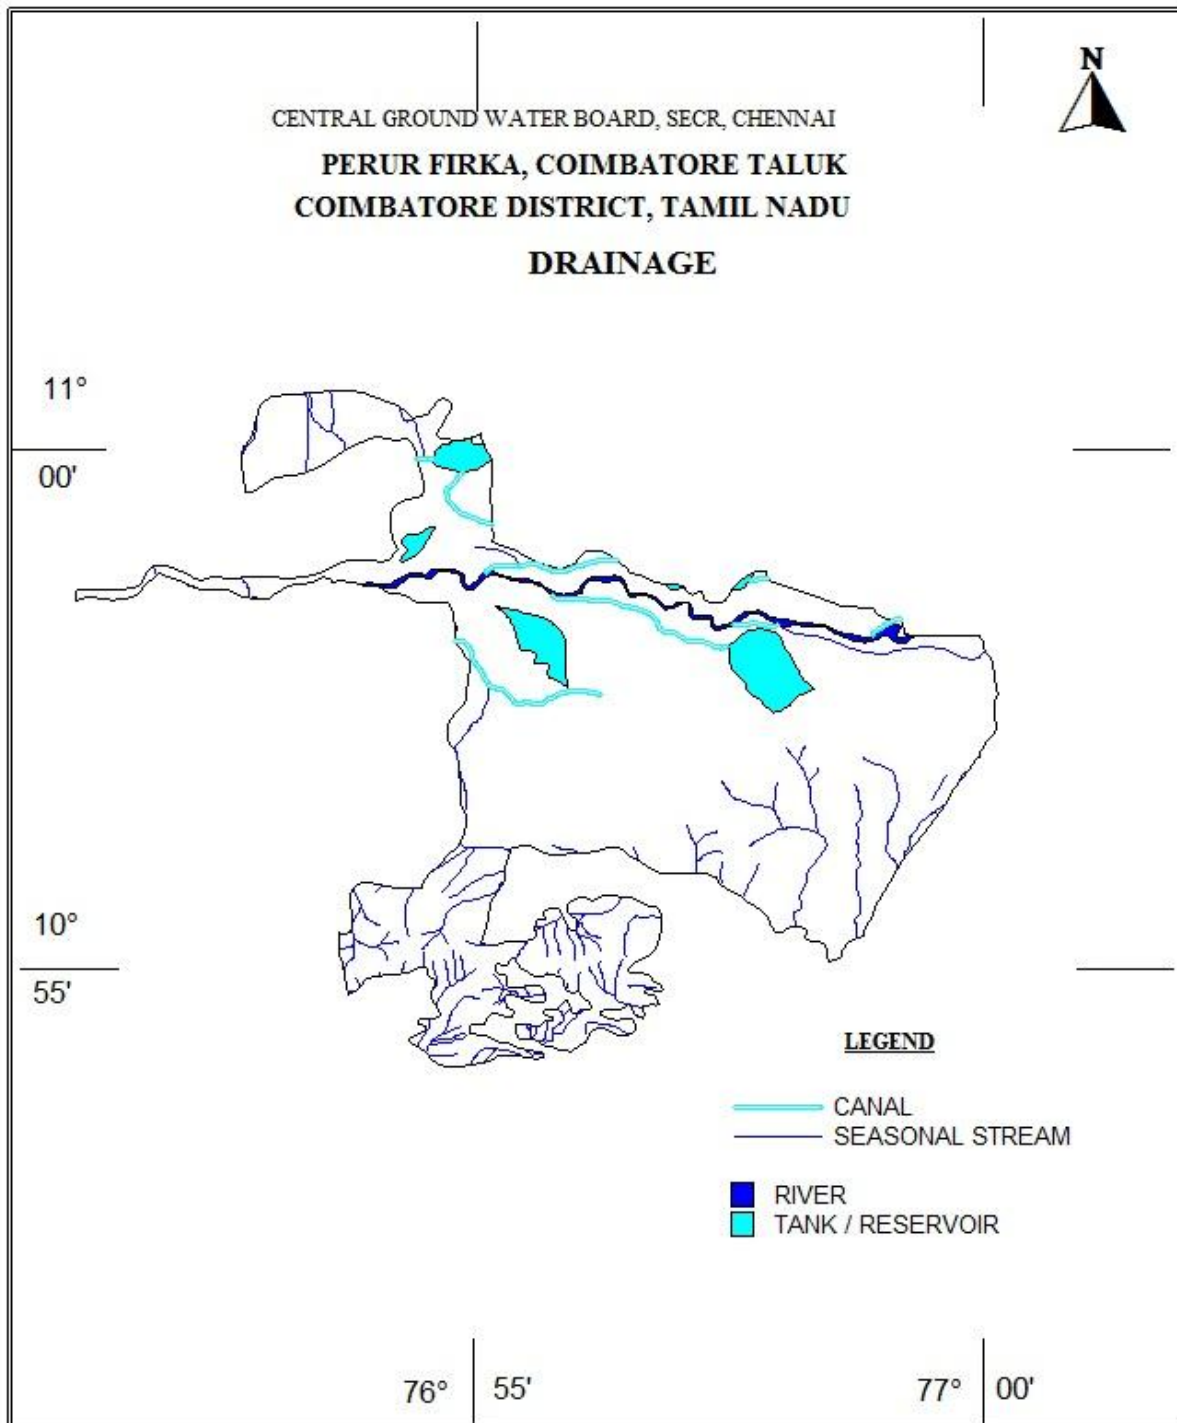 N
CENTRAL GROUND WATER BOARD, SECR, CHENNAI
PERUR FIRKA, COIMBATORE TALUK
COIMBATORE DISTRICT, TAMIL NADU
DRAINAGE
11°
00'
10°
55'
LEGEND
CANAL
SEASONAL STREAM
RIVER
TANK / RESERVOIR
76° 55'
77° 00'